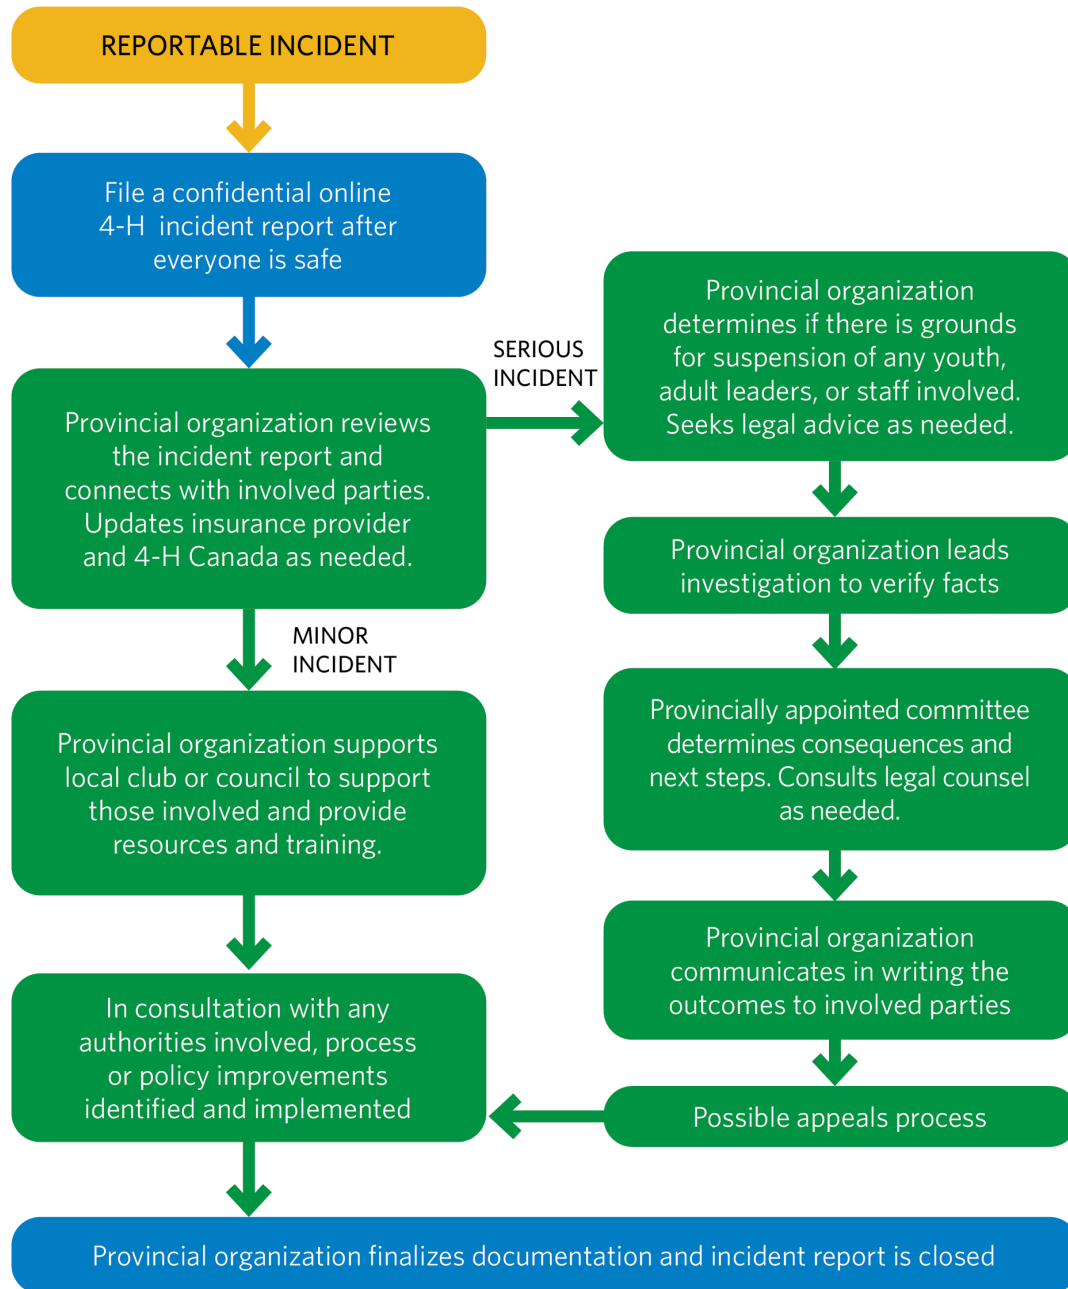 REPORTABLE INCIDENT
File a confidential online
4-H incident report after
everyone is safe
Provincial organization reviews
the incident report and
connects with involved parties.
Updates insurance provider
and 4-H Canada as needed.
SERIOUS
INCIDENT
Provincial organization
determines if there is grounds
for suspension of any youth,
adult leaders, or staff involved.
Seeks legal advice as needed.
Provincial organization leads
investigation to verify facts
Provincially appointed committee
determines consequences and
next steps. Consults legal counsel
as needed.
Provincial organization
communicates in writing the
outcomes to involved parties
Possible appeals process
MINOR
INCIDENT
Provincial organization supports
local club or council to support
those involved and provide
resources and training.
In consultation with any
authorities involved, process
or policy improvements
identified and implemented
Provincial organization finalizes documentation and incident report is closed